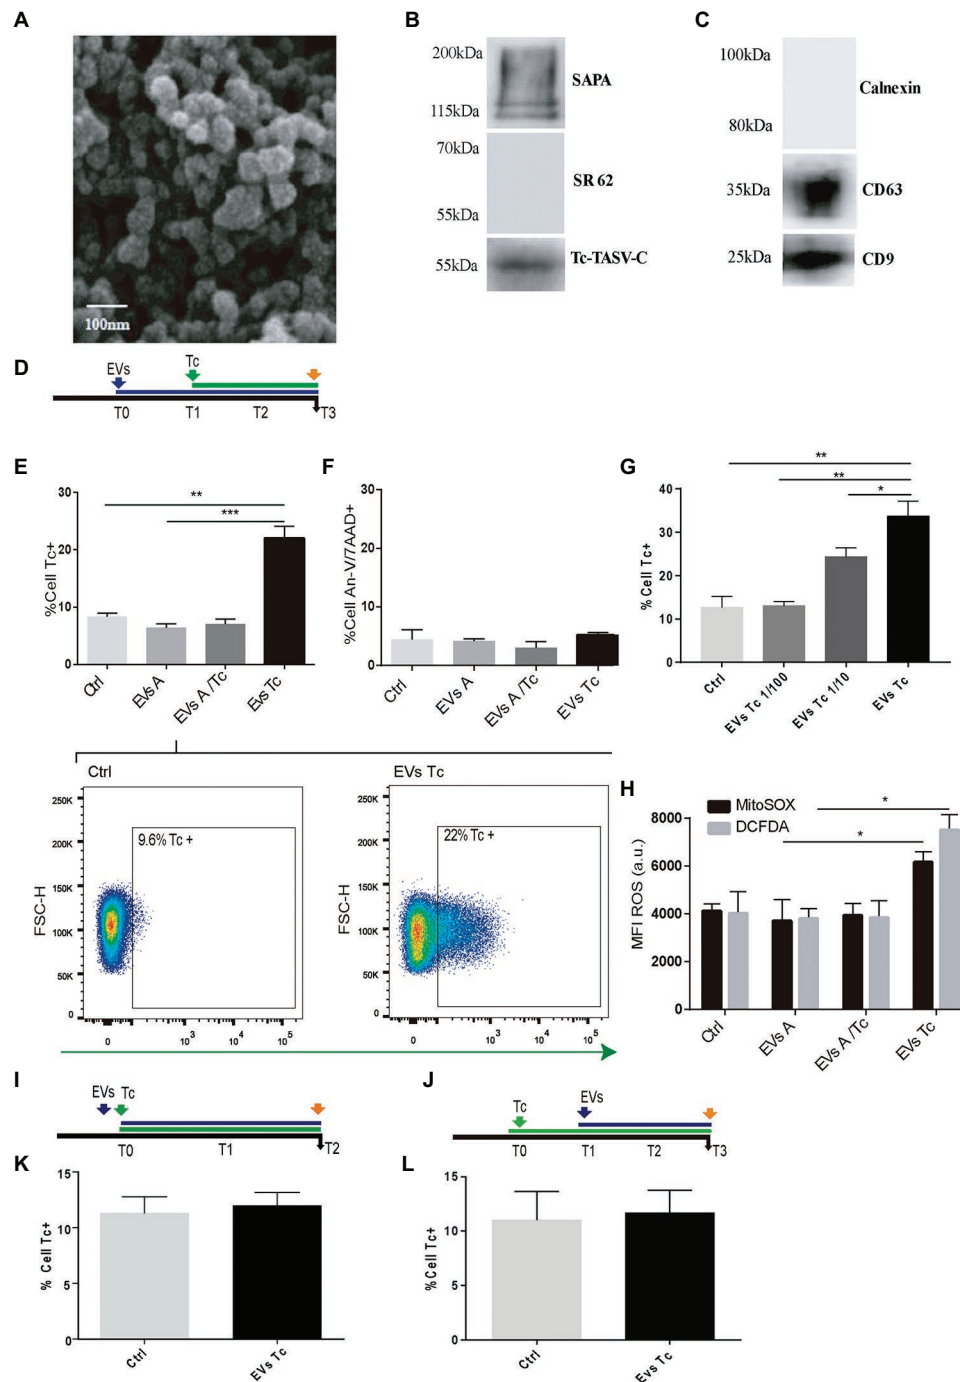 A
100nm
B
200kDa
115kDa
SAPA
70kDa
55kDa
SR 62
55kDa
Tc-TASV-C
C
100kDa
80kDa
Calnexin
35kDa
CD63
25kDa
CD9
D
EVs
Tc
T0 T1 T2 T3
E
** 
***
%Cell Tc+
30
20
10
0
Ctrl
EVs A
EVs A /Tc
Evs Tc
F
%Cell An-V/7AAD+
30
20
10
0
Ctrl
EVs A
EVs A /Tc
EVs Tc
G
**
**
*
% Cell Tc+
40
30
20
10
0
Ctrl
EVs Tc 1/100
EVs Tc 1/10
EVs Tc
Ctrl
FSC-H
250K
200K
150K
100K
50K
0
9.6% Tc +
0 10³ 10⁴ 10⁵
EVs Tc
FSC-H
250K
200K
150K
100K
50K
0
22% Tc +
0 10³ 10⁴ 10⁵
H
MitoSOX
DCFDA
*
*
MFI ROS (a.u.)
8000
6000
4000
2000
0
Ctrl
EVs A
EVs A /Tc
EVs Tc
I
EVs Tc
T0 T1 T2
J
Tc
EVs
T0 T1 T2 T3
K
% Cell Tc+
15
10
5
0
Ctrl
EVs Tc
L
%Cell Tc+
15
10
5
0
Ctrl
Evs Tc